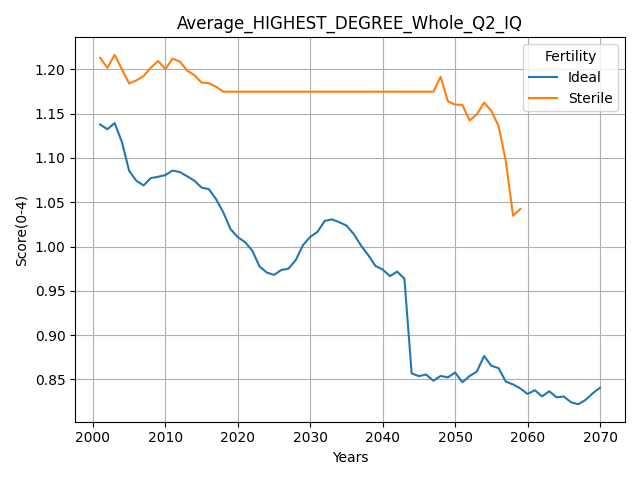 Average_HIGHEST_DEGREE_Whole_Q2_IQ
Fertility
Ideal
Sterile
Score(0-4)
1.20
1.15
1.10
1.05
1.00
0.95
0.90
0.85
2000 2010 2020 2030 2040 2050 2060 2070
Years